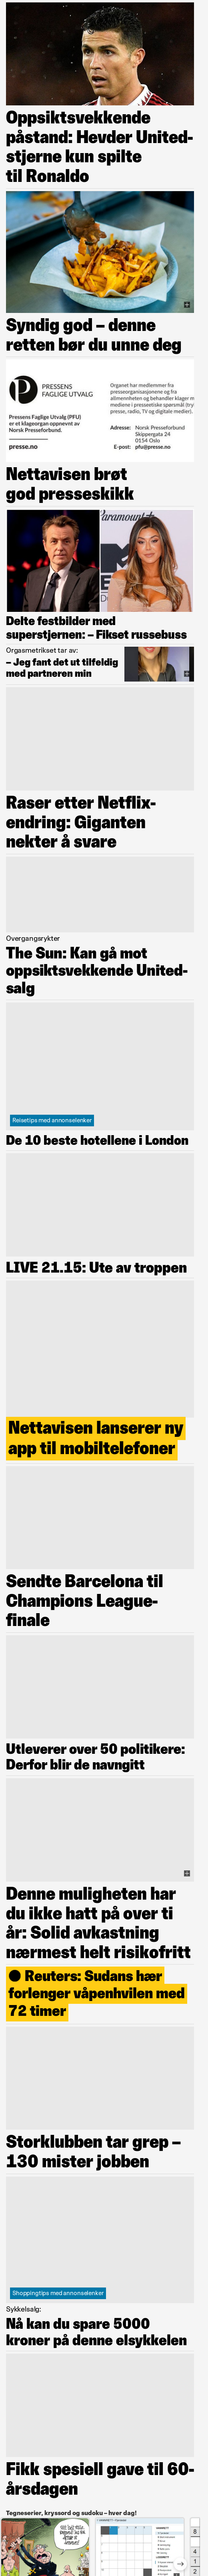 Oppsiktsvekkende
påstand: Hevder United-
stjerne kun spilte
til Ronaldo
Syndig god – denne
retten bør du unne deg
PRESSENS
FAGLIGE UTVALG
Pressens Faglige Utvalg (PFU)
er et klageorgan oppnevnt av
Norsk Presseforbund.
presse.no
Organet har medlemmer fra
presseorganisasjonene og fra
allmennheten og behandler klager
mediene i presseetiske spørsmål
presse, radio, TV og digitale medier).
Adresse: Norsk Presseforbund
Skippergata 24
0154 Oslo
E-post: pfu@presse.no
Nettavisen brøt
god presseskikk
Paramount+
Delte festbilder med
superstjernen: – Fikset russebuss
Orgasmetrikset tar av:
– Jeg fant det ut tilfeldig
med partneren min
Raser etter Netflix-
endring: Giganten
nekter å svare
Overgangsrykter
The Sun: Kan gå mot
oppsiktsvekkende United-
salg
Reisetips med annonselenker
De 10 beste hotellene i London
LIVE 21.15: Ute av troppen
Nettavisen lanserer ny
app til mobiltelefoner
Sendte Barcelona til
Champions League-
finale
Utleverer over 50 politikere:
Derfor blir de navngitt
Denne muligheten har
du ikke hatt på over ti
år: Solid avkastning
nærmest helt risikofritt
Reuters: Sudans hær
forlenger våpenhvilen med
72 timer
Storklubben tar grep –
130 mister jobben
Shoppingtips med annonselenker
Sykkelsalg:
Nå kan du spare 5000
kroner på denne elsykkelen
Fikk spesiell gave til 60-
årsdagen
Tegneserier, kryssord og sudoku – hver dag!
8
4
1
2